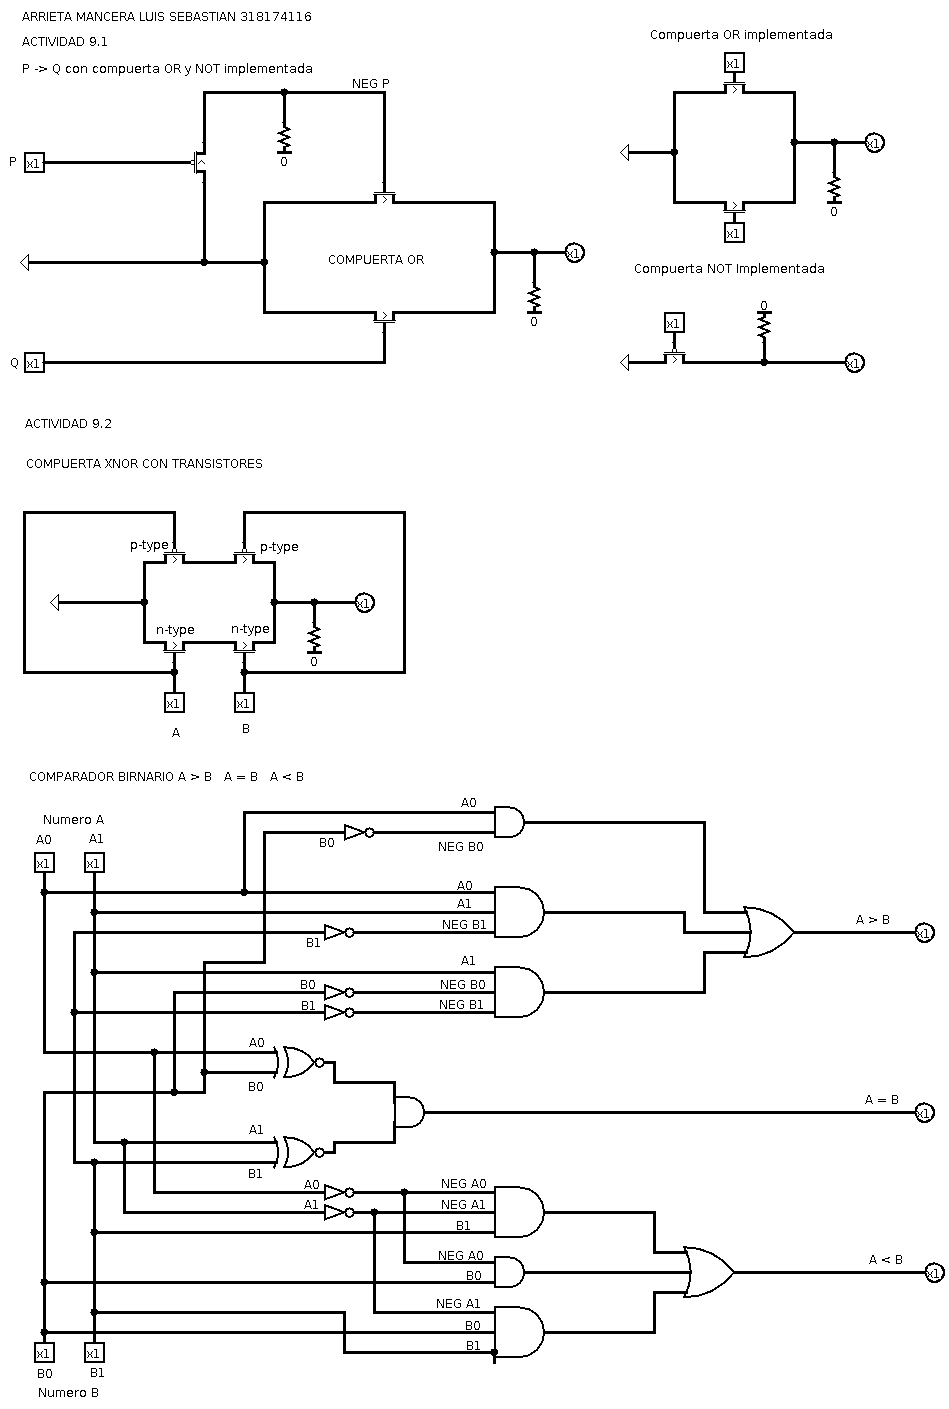 ARRIETA MANCERA LUIS SEBASTIAN 318174116
ACTIVIDAD 9.1
P -> Q con compuerta OR y NOT implementada
NEG P
P
x1
0
COMPUERTA OR
x1
0
Q
x1
Compuerta OR implementada
x1
x1
0
x1
Compuerta NOT Implementada
x1
0
x1
ACTIVIDAD 9.2
COMPUERTA XNOR CON TRANSISTORES
p-type
p-type
n-type
n-type
x1
0
x1
x1
A
B
COMPARADOR BIRNARIO A > B A = B A < B
Numero A
A0
A1
x1
x1
A0
B0
NEG B0
A0
A1
B1
NEG B1
A > B
x1
A1
B0
NEG B0
B1
NEG B1
A0
B0
A = B
x1
A1
B1
A0
NEG A0
A1
NEG A1
B1
NEG A0
B0
A < B
x1
NEG A1
B0
B1
x1
x1
B0
B1
Numero B